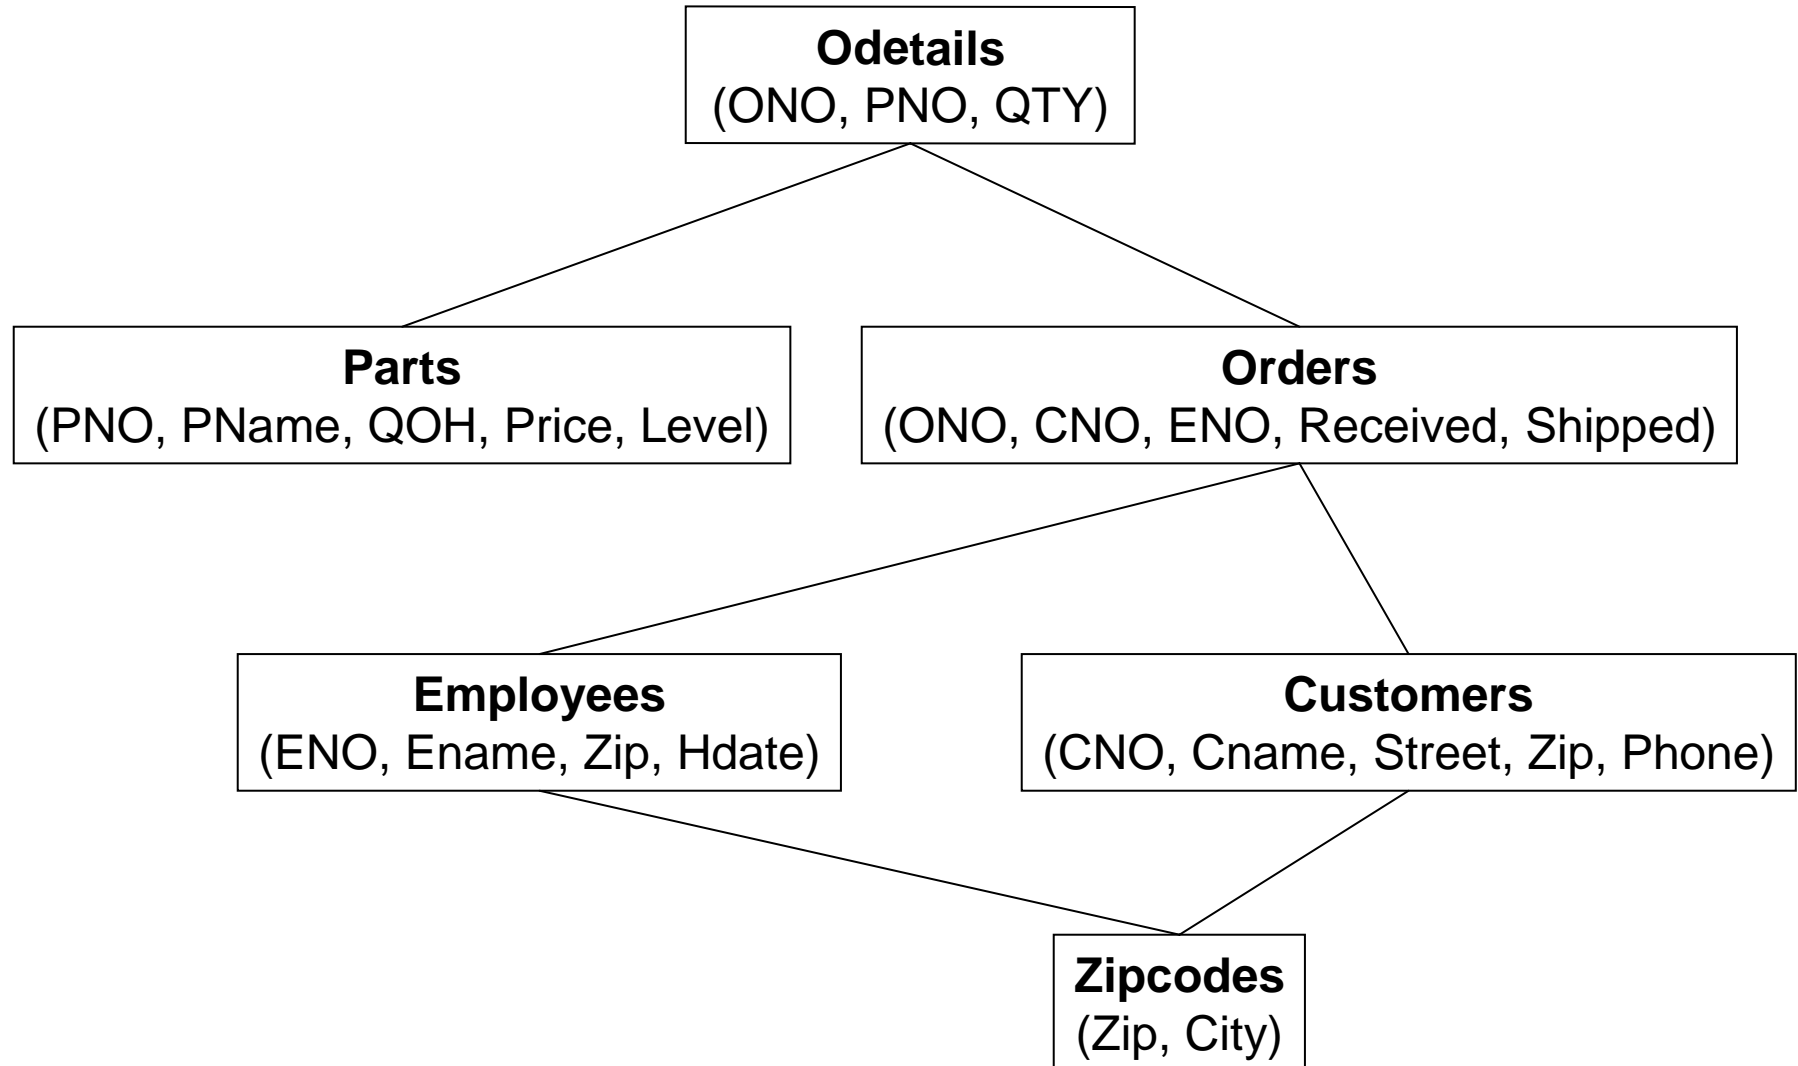 Odetails
(ONO, PNO, QTY)
Parts
(PNO, PName, QOH, Price, Level)
Orders
(ONO, CNO, ENO, Received, Shipped)
Employees
(ENO, Ename, Zip, Hdate)
Customers
(CNO, Cname, Street, Zip, Phone)
Zipcodes
(Zip, City)